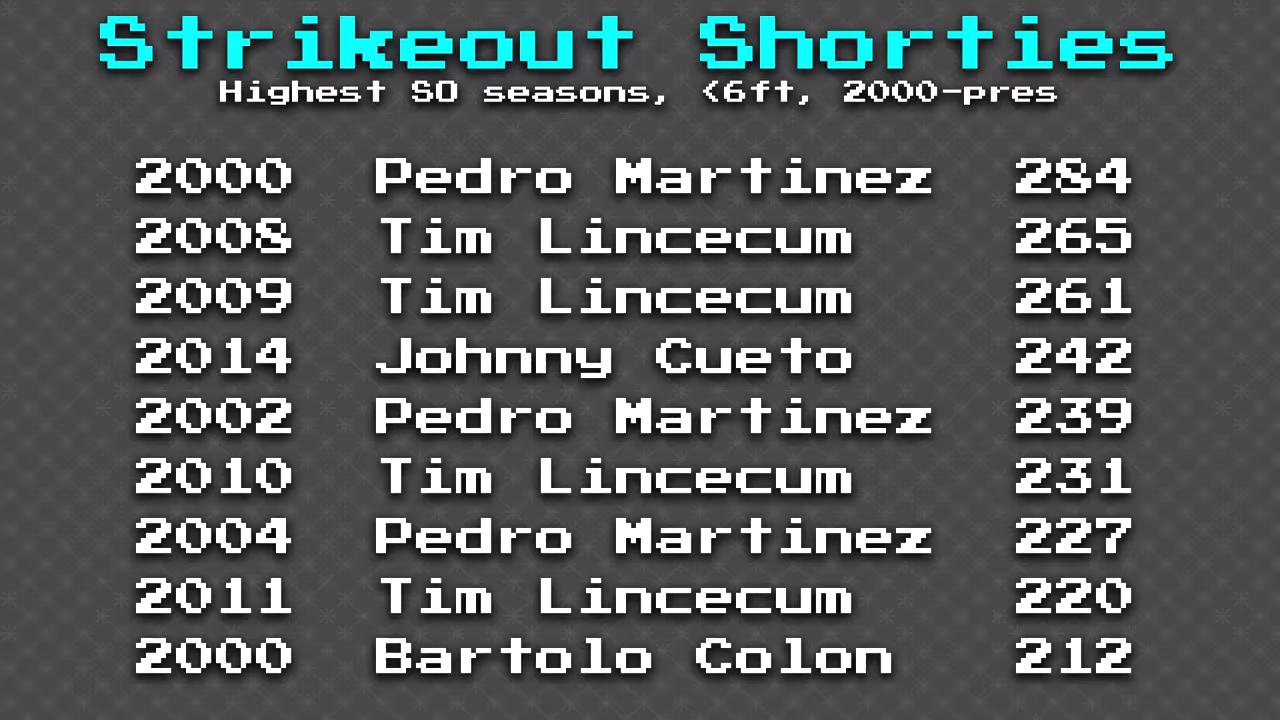 Strikeout Shorties
Highest SO seasons, <6ft, 2000-pres
2000 Pedro Martinez 284
2008 Tim Lincecum 265
2009 Tim Lincecum 261
2014 Johnny Cueto 242
2002 Pedro Martinez 239
2010 Tim Lincecum 231
2004 Pedro Martinez 227
2011 Tim Lincecum 220
2000 Bartolo Colon 212